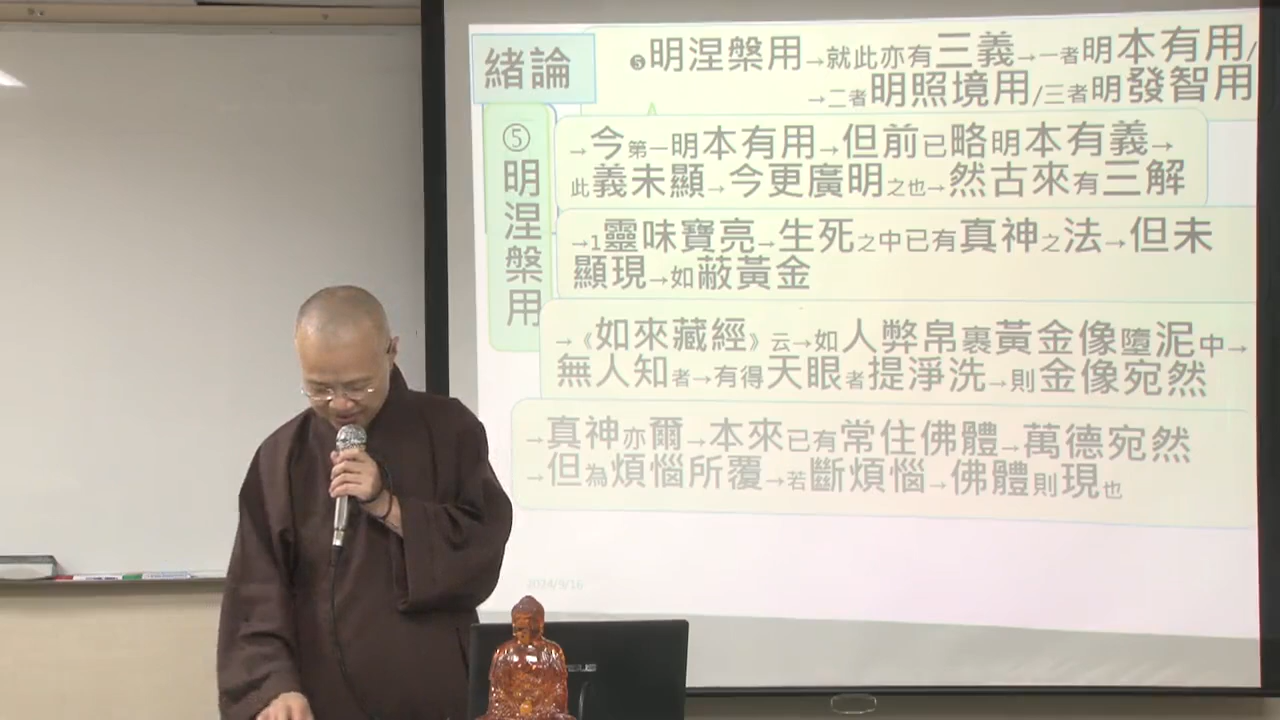 緒論
❺明涅槃用→就此亦有三義→一者明本有用/
→二者明照境用/三者明發智用
⑤明涅槃用
→今第一明本有用→但前已略明本有義→
此義未顯→今更廣明之也→然古來有三解
→1靈味寶亮→生死之中已有真神之法→但未
顯現→如蔽黃金
→《如來藏經》云→如人弊帛裹黃金像墮泥中→
無人知者→有得天眼者提淨洗→則金像宛然
→真神亦爾→本來已有常住佛體→萬德宛然
→但為煩惱所覆→若斷煩惱→佛體則現也
2024/9/16